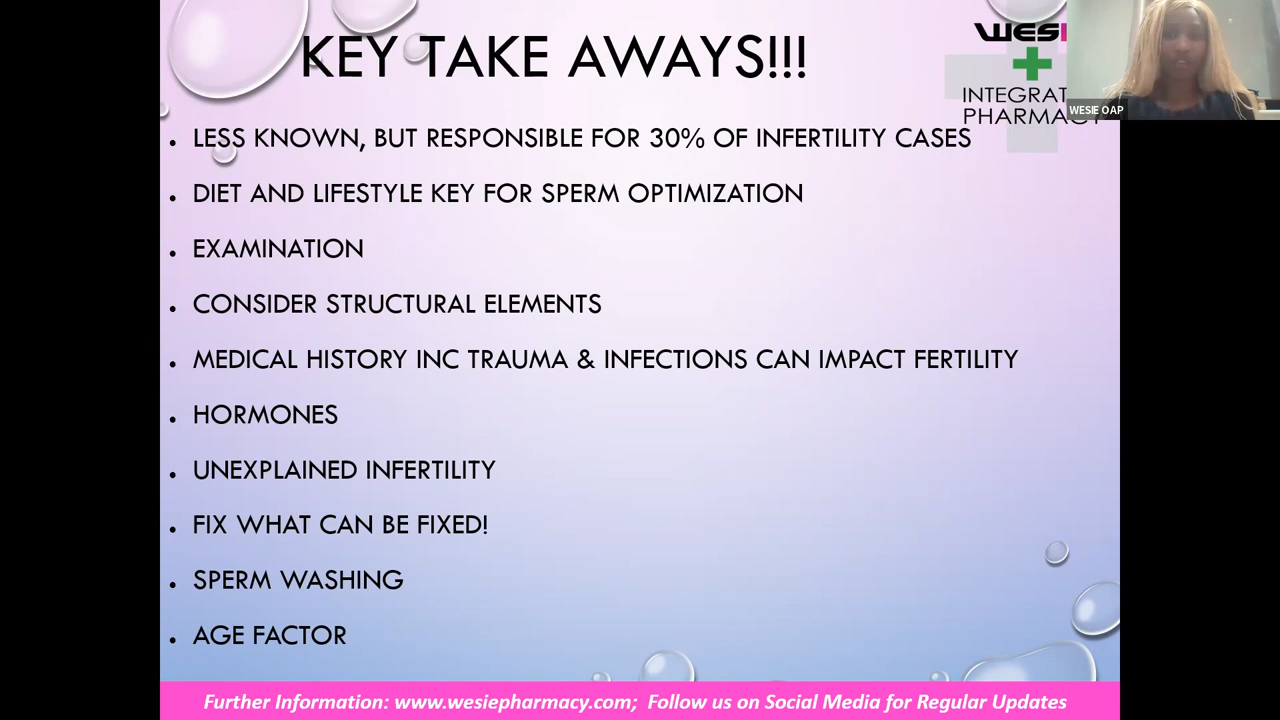 KEY TAKE AWAYS!!!
WESI
INTEGRAT
PHARMACY
WESIE OAP
• LESS KNOWN, BUT RESPONSIBLE FOR 30% OF INFERTILITY CASES
• DIET AND LIFESTYLE KEY FOR SPERM OPTIMIZATION
• EXAMINATION
• CONSIDER STRUCTURAL ELEMENTS
• MEDICAL HISTORY INC TRAUMA & INFECTIONS CAN IMPACT FERTILITY
• HORMONES
• UNEXPLAINED INFERTILITY
• FIX WHAT CAN BE FIXED!
• SPERM WASHING
• AGE FACTOR
Further Information: www.wesiepharmacy.com; Follow us on Social Media for Regular Updates